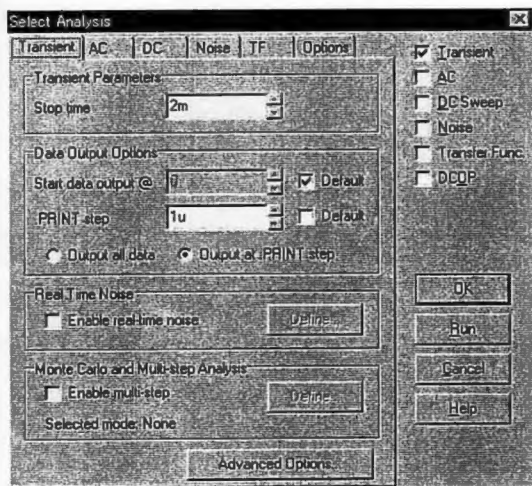 Select Analysis
Transient AC DC Noise TF Options
Transient Parameters
Stop time 2m
Data Output Options
Start data output @ 0 Default
.PRINT step 1u Default
Output all data Output at .PRINT step
Real Time Noise
Enable real-time noise Define...
Monte Carlo and Multi-step Analysis
Enable multi-step Define...
Selected mode: None
Advanced Options...
Transient
AC
DC Sweep
Noise
Transfer Func.
DCOP
OK
Run
Cancel
Help